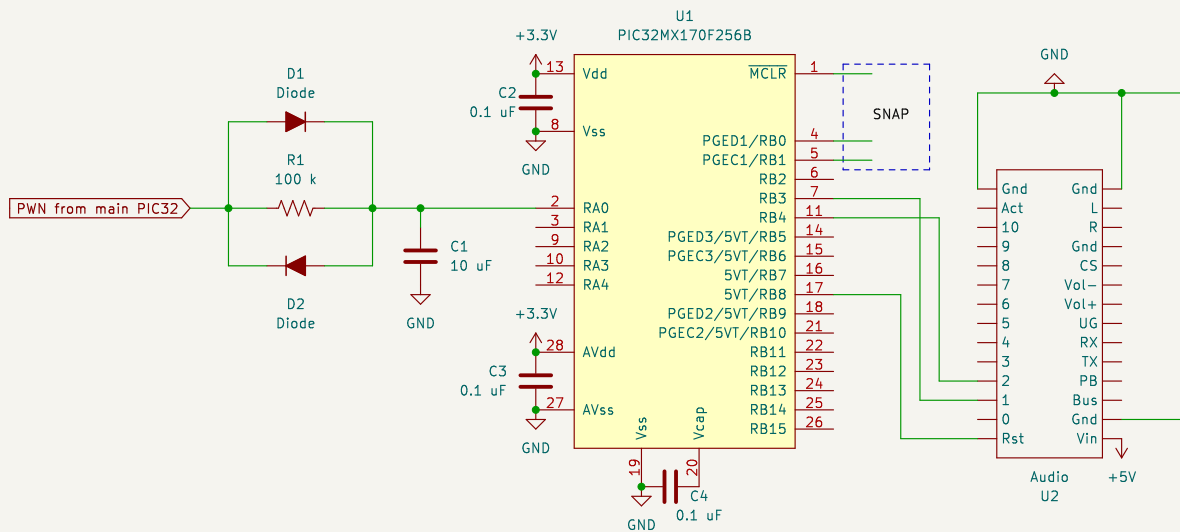 U1
PIC32MX170F256B
+3.3V
13
Vdd
C2
0.1 uF
8
Vss
GND
D1
Diode
R1
100 k
PWN from main PIC32
D2
Diode
C1
10 uF
GND
2
RA0
3
RA1
9
RA2
10
RA3
12
RA4
+3.3V
28
AVdd
C3
0.1 uF
27
AVss
GND
Vss
19
Vcap
20
C4
0.1 uF
GND
MCLR
1
SNAP
PGED1/RB0
4
PGEC1/RB1
5
RB2
6
RB3
7
RB4
11
PGED3/5VT/RB5
14
PGEC3/5VT/RB6
15
5VT/RB7
16
5VT/RB8
17
PGED2/5VT/RB9
18
PGEC2/5VT/RB10
21
RB11
22
RB12
23
RB13
24
RB14
25
RB15
26
GND
Gnd
Gnd
Act
L
10
R
9
Gnd
8
CS
7
Vol-
6
Vol+
5
UG
4
RX
3
TX
2
PB
1
Bus
0
Gnd
Rst
Vin
Audio
U2
+5V